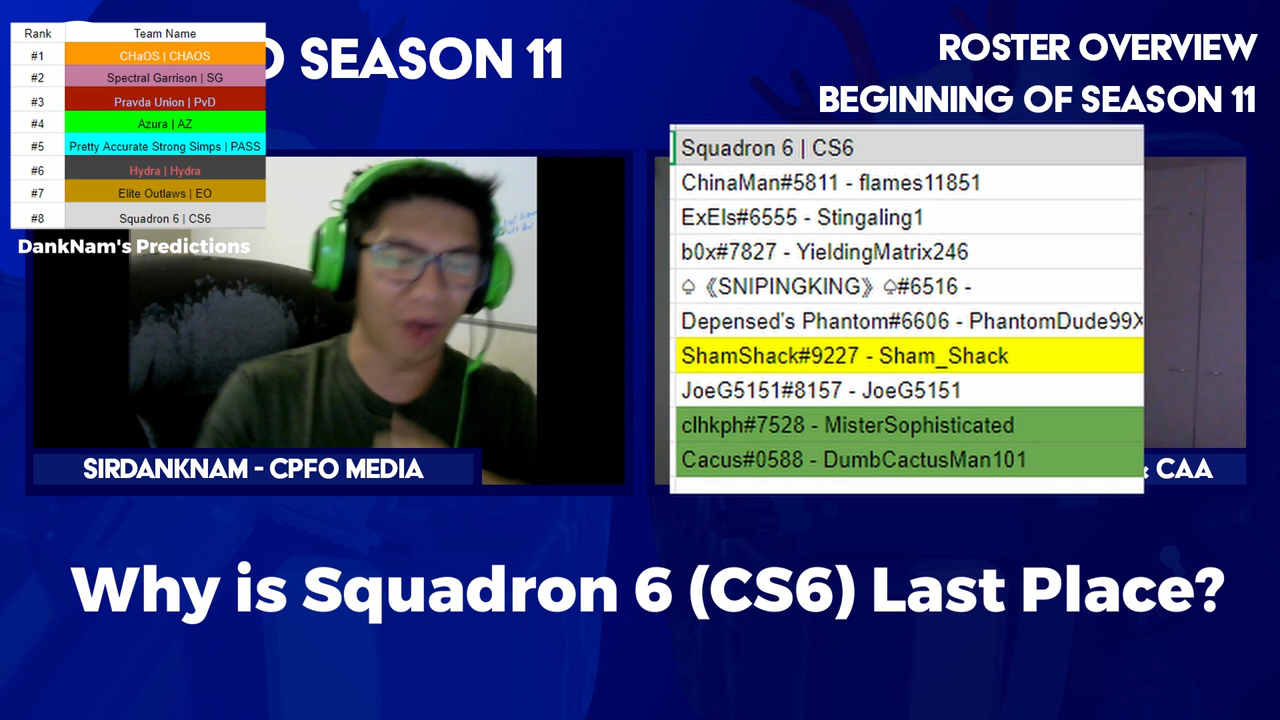 Rank Team Name
#1 CHaOS | CHAOS
#2 Spectral Garrison | SG
#3 Pravda Union | PvD
#4 Azura | AZ
#5 Pretty Accurate Strong Simps | PASS
#6 Hydra | Hydra
#7 Elite Outlaws | EO
#8 Squadron 6 | CS6
DankNam's Predictions
O SEASON 11
ROSTER OVERVIEW
BEGINNING OF SEASON 11
Squadron 6 | CS6
ChinaMan#5811 - flames11851
ExEls#6555 - Stingaling1
b0x#7827 - YieldingMatrix246
♤ 《SNIPINGKING》 ♤#6516 -
Depensed's Phantom#6606 - PhantomDude99X
ShamShack#9227 - Sham_Shack
JoeG5151#8157 - JoeG5151
clhkph#7528 - MisterSophisticated
Cacus#0588 - DumbCactusMan101
SIRDANKNAM - CPFO MEDIA
CAA
Why is Squadron 6 (CS6) Last Place?